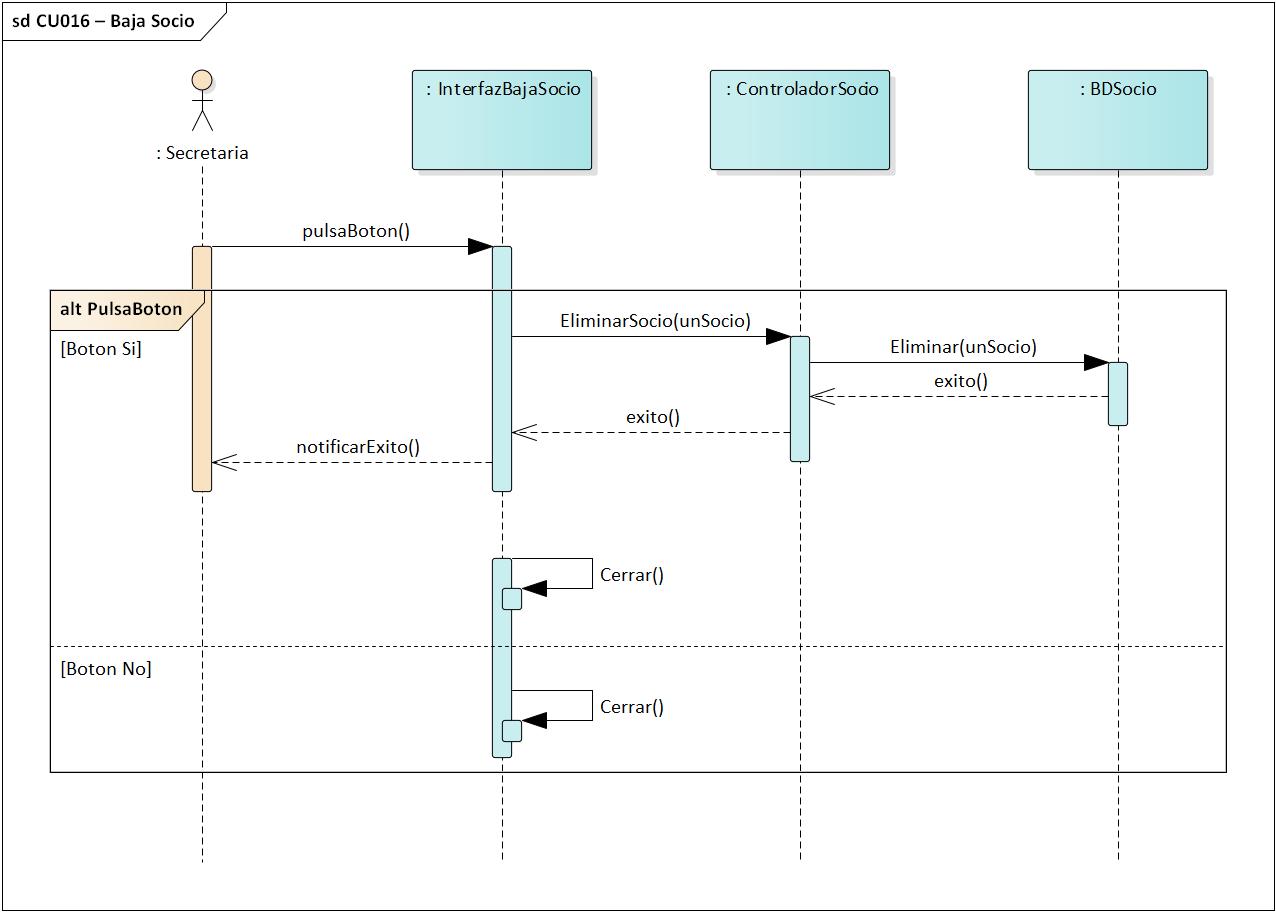 sd CU016 – Baja Socio
: Secretaria
: InterfazBajaSocio
: ControladorSocio
: BDSocio
pulsaBoton()
alt PulsaBoton
[Boton Si]
EliminarSocio(unSocio)
Eliminar(unSocio)
exito()
exito()
notificarExito()
Cerrar()
[Boton No]
Cerrar()